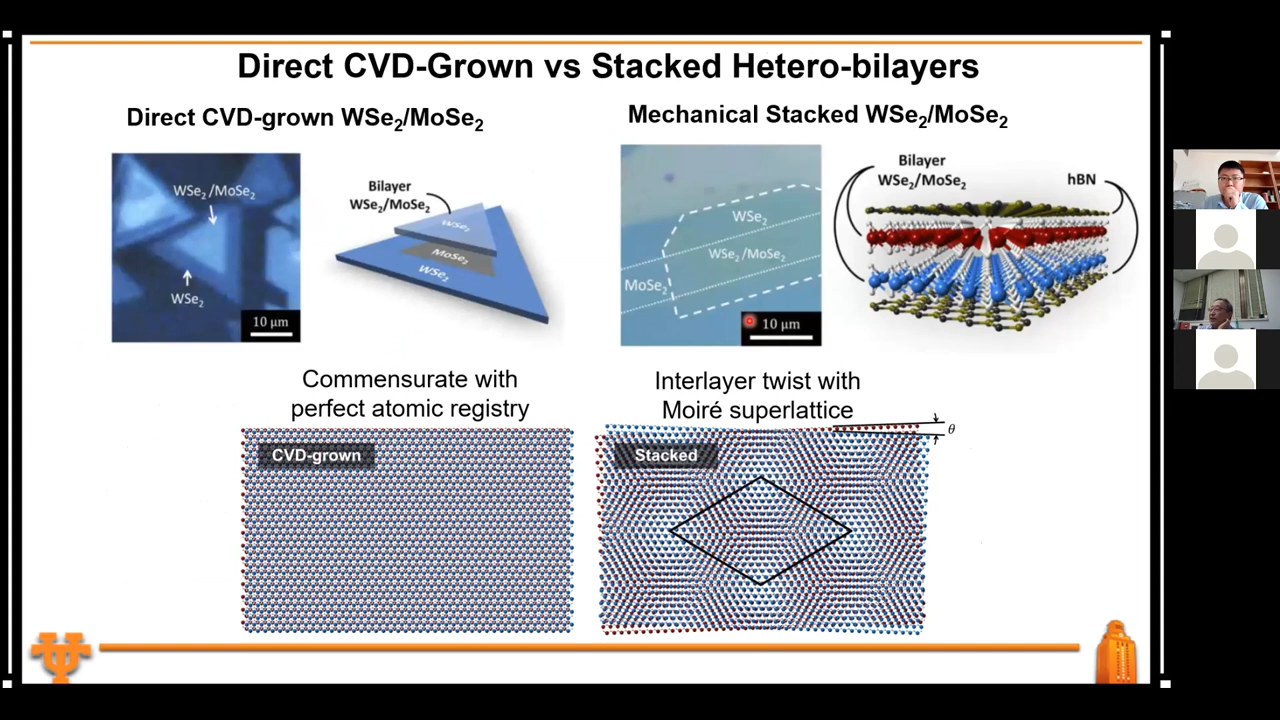 Direct CVD-Grown vs Stacked Hetero-bilayers
Direct CVD-grown WSe₂/MoSe₂
WSe₂/MoSe₂
WSe₂
10 μm
Bilayer
WSe₂/MoSe₂
WSe₂
MoSe₂
WSe₂
Mechanical Stacked WSe₂/MoSe₂
WSe₂
WSe₂/MoSe₂
MoSe₂
10 μm
Bilayer
WSe₂/MoSe₂
hBN
Commensurate with
perfect atomic registry
CVD-grown
Interlayer twist with
Moiré superlattice
Stacked
θ